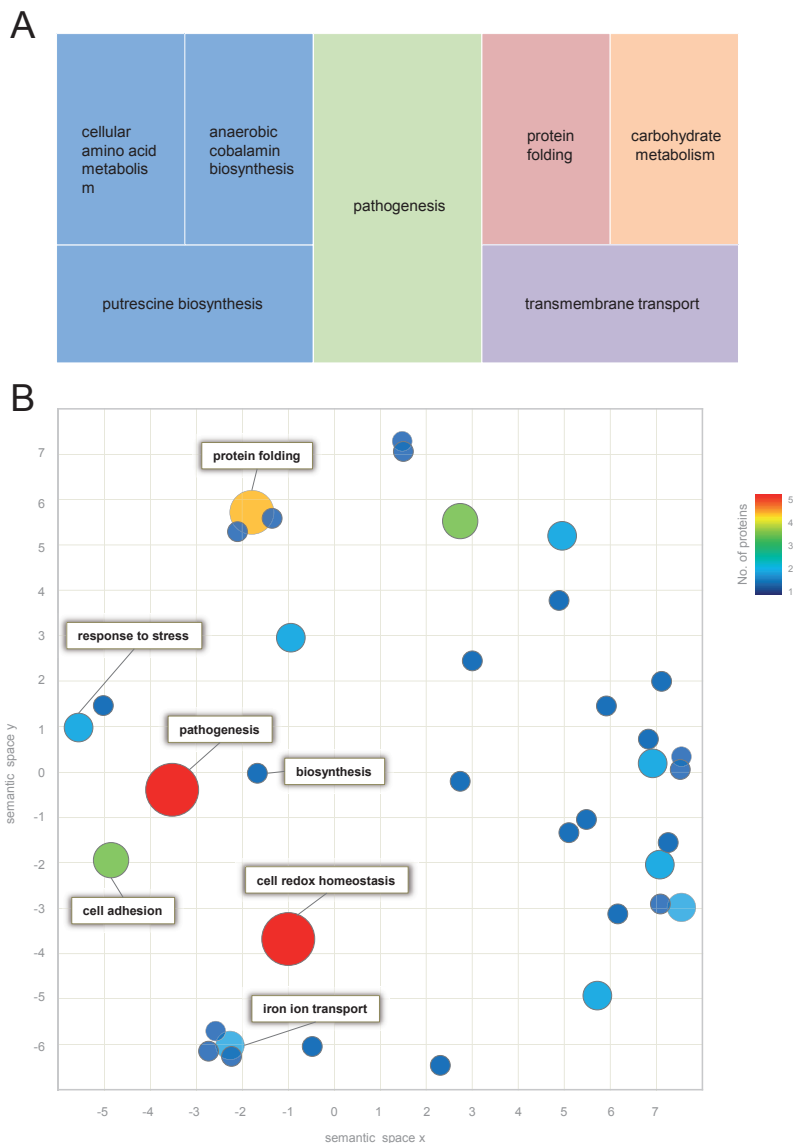 A
cellular
amino acid
metabolis
m
anaerobic
cobalamin
biosynthesis
pathogenesis
protein
folding
carbohydrate
metabolism
putrescine biosynthesis
transmembrane transport
B
protein folding
response to stress
pathogenesis
biosynthesis
cell adhesion
cell redox homeostasis
iron ion transport
semantic space y
7
6
5
4
3
2
1
0
-1
-2
-3
-4
-5
-6
-5
-4
-3
-2
-1
0
1
2
3
4
5
6
7
semantic space x
No. of proteins
5
4
3
2
1